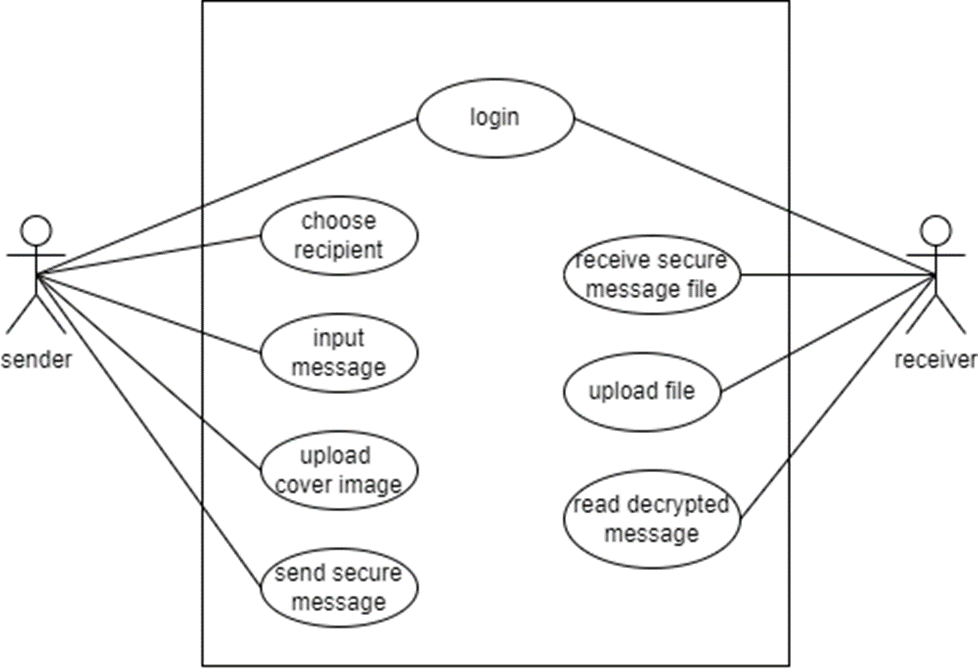 login
choose
recipient
input
message
upload
cover image
send secure
message
receive secure
message file
upload file
read decrypted
message
sender
receiver